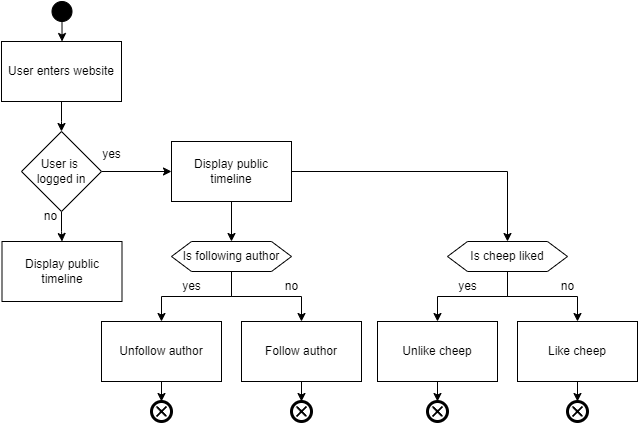 User enters website
User is
logged in
yes
no
Display public
timeline
Display public
timeline
Is following author
Is cheep liked
yes
no
yes
no
Unfollow author
Follow author
Unlike cheep
Like cheep